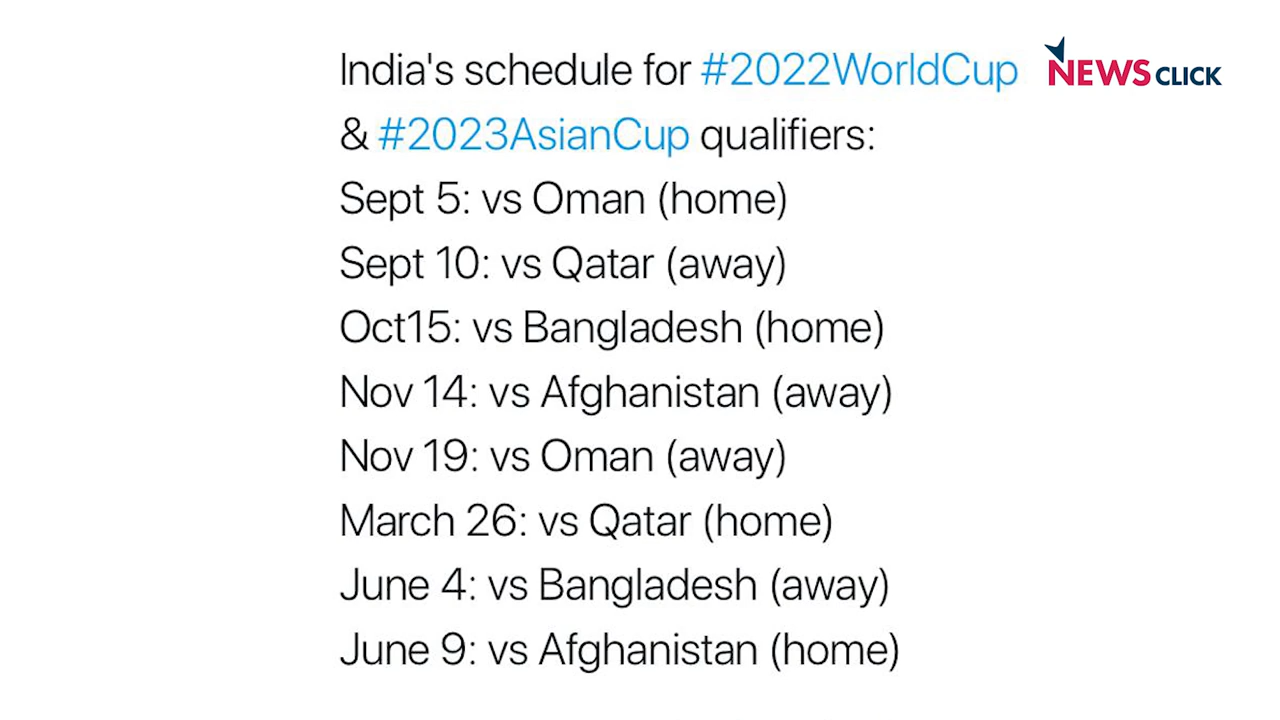 India's schedule for #2022WorldCup
& #2023AsianCup qualifiers:
Sept 5: vs Oman (home)
Sept 10: vs Qatar (away)
Oct15: vs Bangladesh (home)
Nov 14: vs Afghanistan (away)
Nov 19: vs Oman (away)
March 26: vs Qatar (home)
June 4: vs Bangladesh (away)
June 9: vs Afghanistan (home)
NEWS CLICK